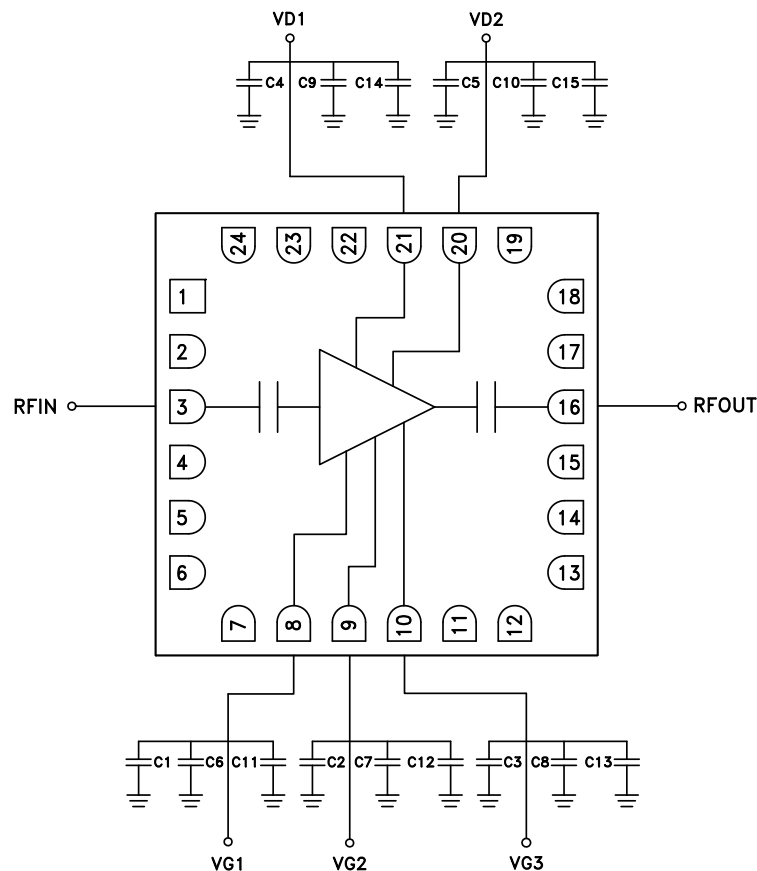 VD1 VD2
C4 C9 C14 C5 C10 C15
24 23 22 21 20 19
1 18
2 17
RFIN 3 16 RFOUT
4 15
5 14
6 13
7 8 9 10 11 12
C1 C6 C11 C2 C7 C12 C3 C8 C13
VG1 VG2 VG3